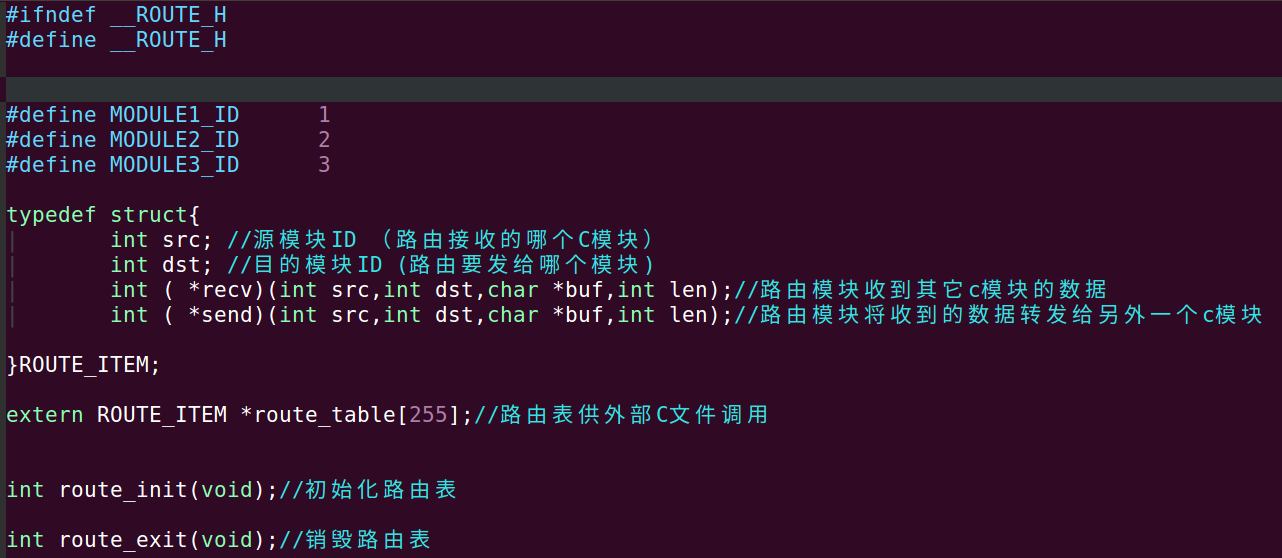 #ifndef __ROUTE_H
#define __ROUTE_H
#define MODULE1_ID      1
#define MODULE2_ID      2
#define MODULE3_ID      3
typedef struct{
        int src; //源模块ID （路由接收的哪个C模块）
        int dst; //目的模块ID (路由要发给哪个模块)
        int ( *recv)(int src,int dst,char *buf,int len);//路由模块收到其它c模块的数据
        int ( *send)(int src,int dst,char *buf,int len);//路由模块将收到的数据转发给另外一个c模块
}ROUTE_ITEM;
extern ROUTE_ITEM *route_table[255];//路由表供外部C文件调用
int route_init(void);//初始化路由表
int route_exit(void);//销毁路由表